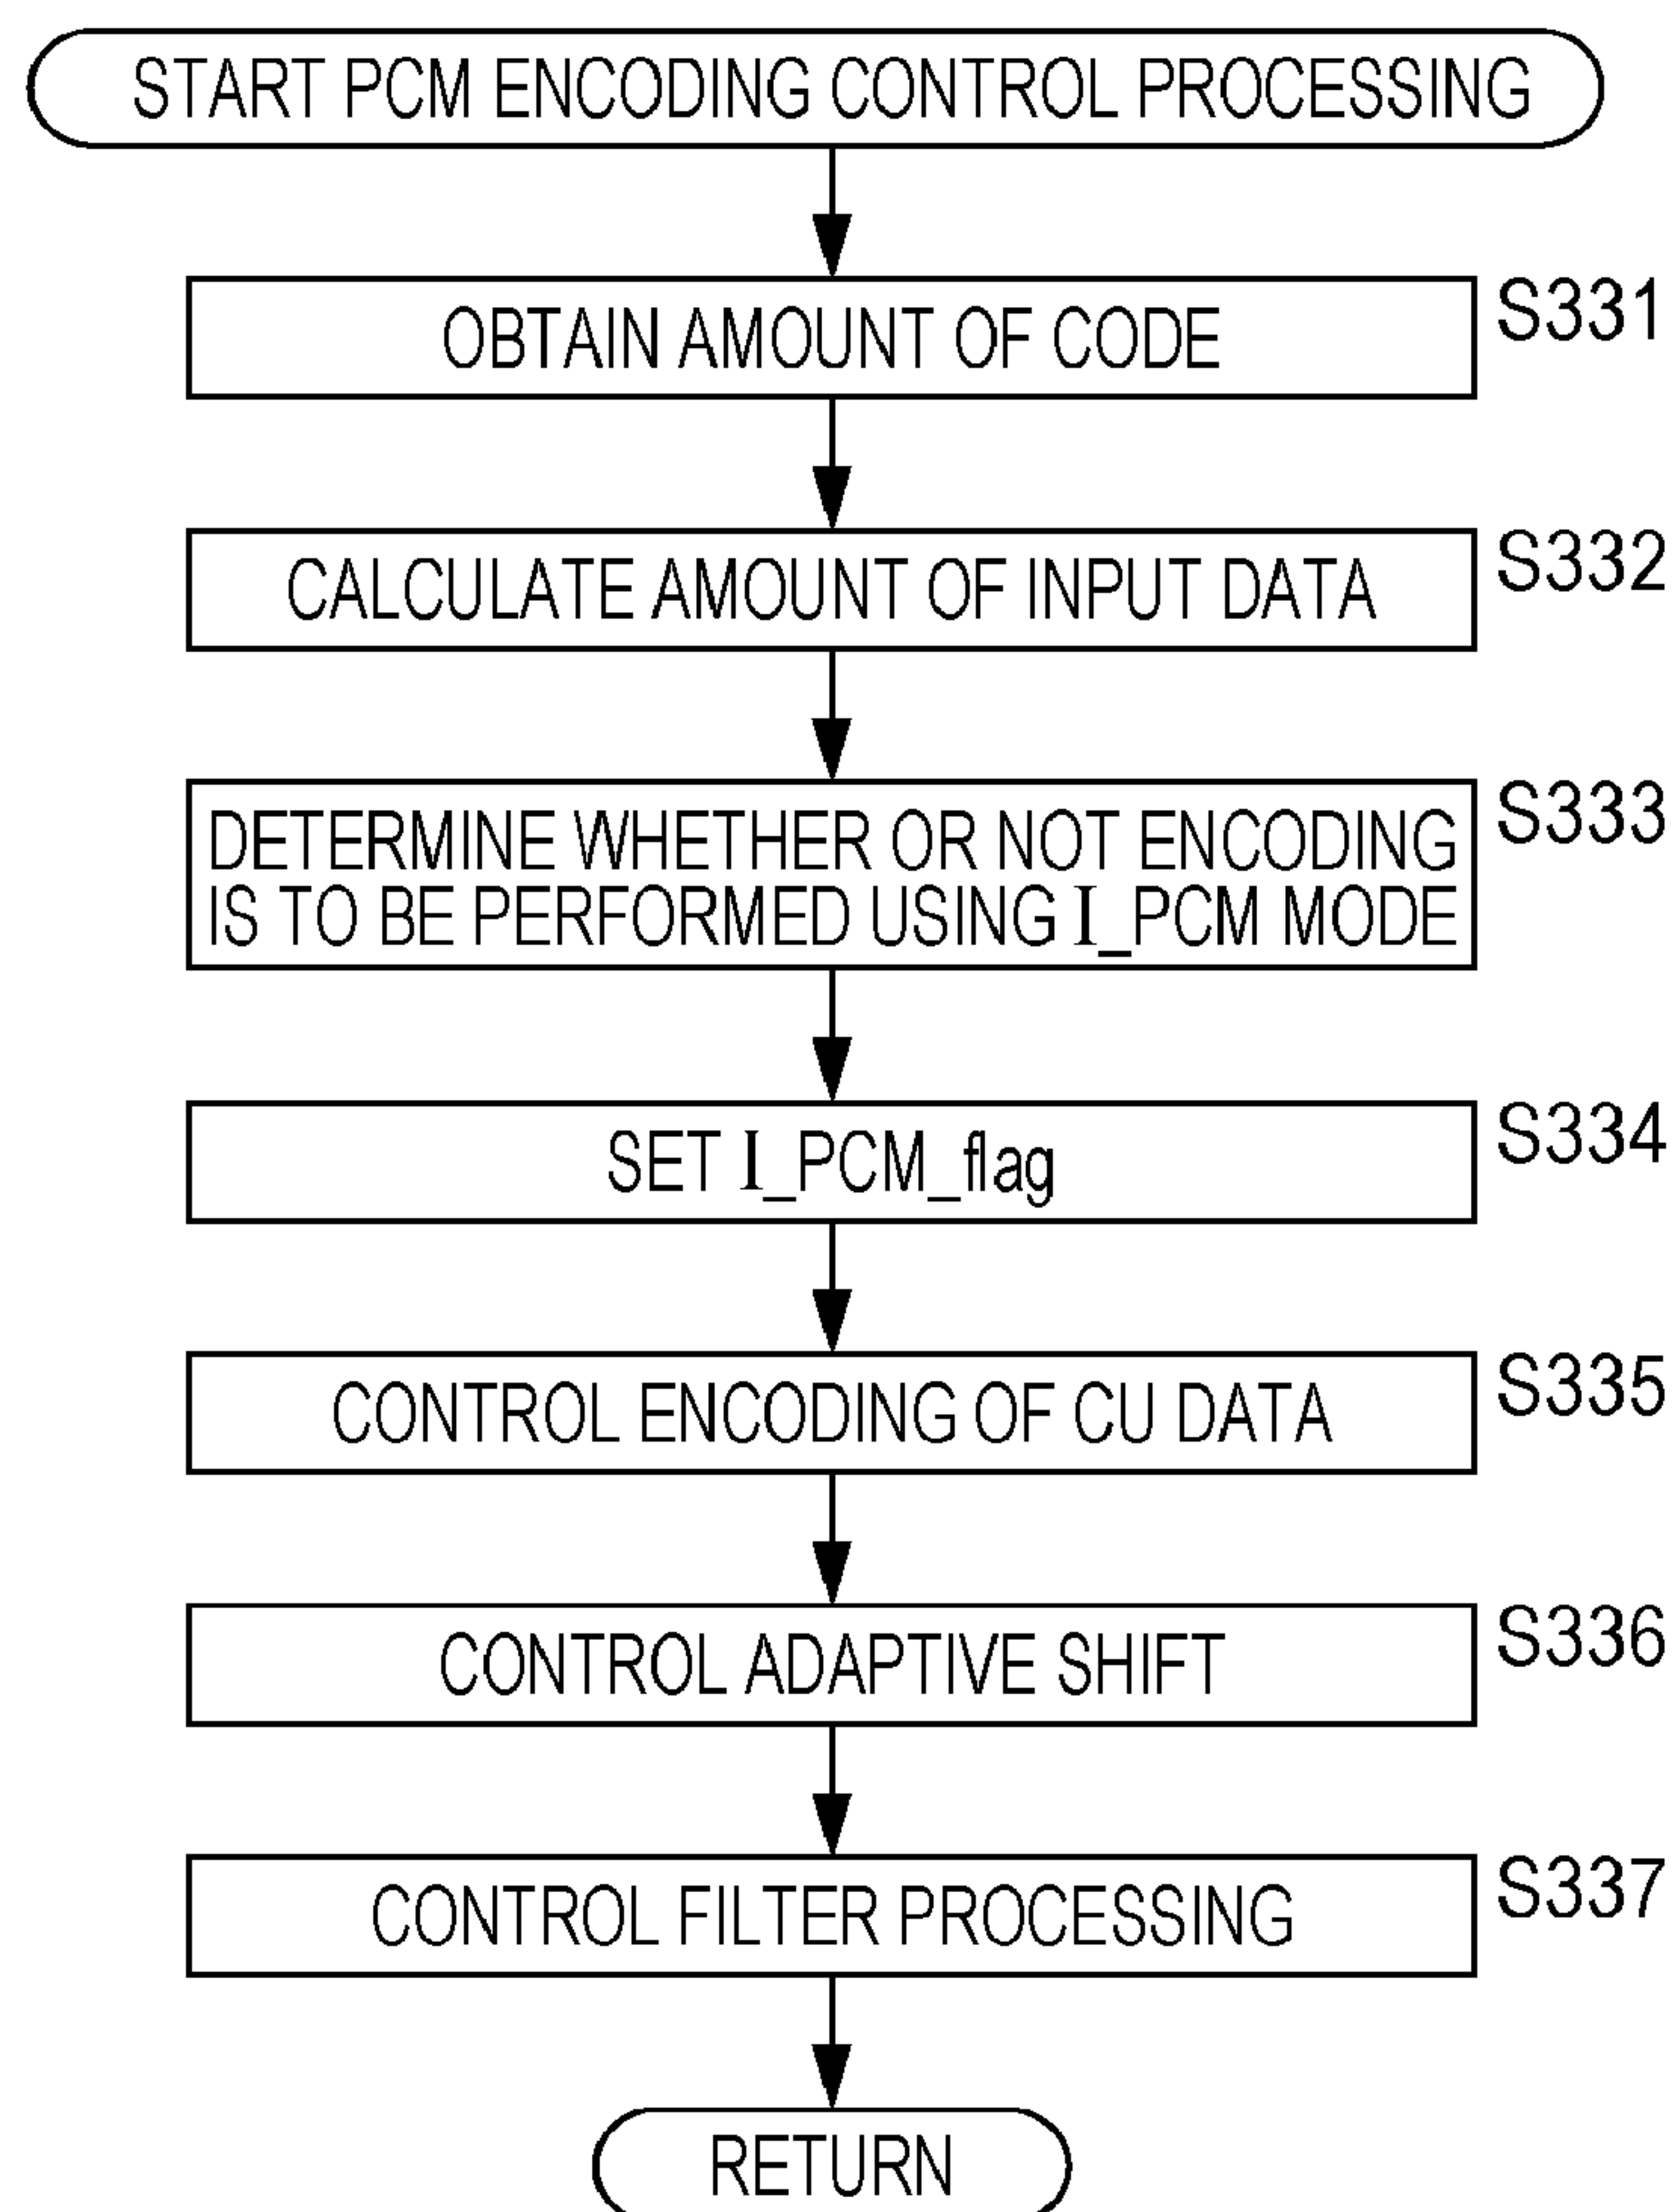 START PCM ENCODING CONTROL PROCESSING
OBTAIN AMOUNT OF CODE
S331
CALCULATE AMOUNT OF INPUT DATA
S332
DETERMINE WHETHER OR NOT ENCODING
IS TO BE PERFORMED USING I_PCM MODE
S333
SET I_PCM_flag
S334
CONTROL ENCODING OF CU DATA
S335
CONTROL ADAPTIVE SHIFT
S336
CONTROL FILTER PROCESSING
S337
RETURN